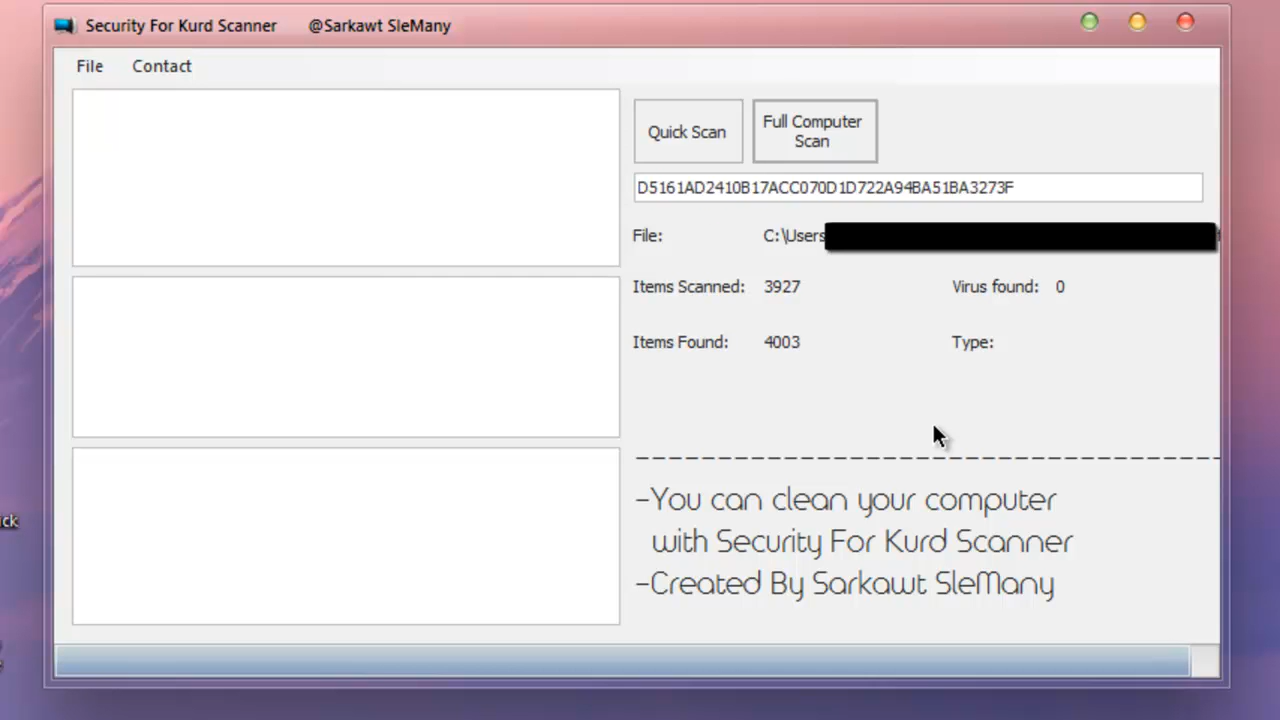 Security For Kurd Scanner @Sarkawt SleMany
File Contact
Quick Scan
Full Computer
Scan
D5161AD2410B17ACC070D1D722A94BA51BA3273F
File: C:\Users
Items Scanned: 3927 Virus found: 0
Items Found: 4003 Type:
-You can clean your computer
with Security For Kurd Scanner
-Created By Sarkawt SleMany
ick